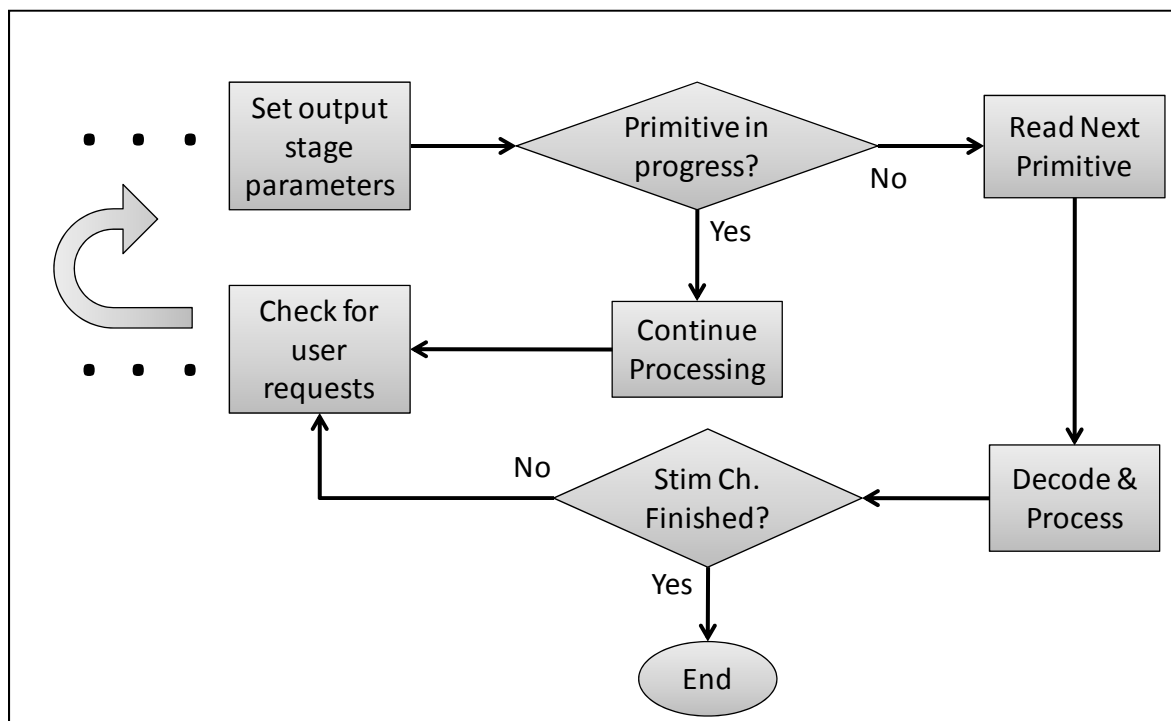 Set output
stage
parameters
Primitive in
progress?
No
Read Next
Primitive
Yes
Check for
user
requests
Continue
Processing
No
Stim Ch.
Finished?
Decode &
Process
Yes
End